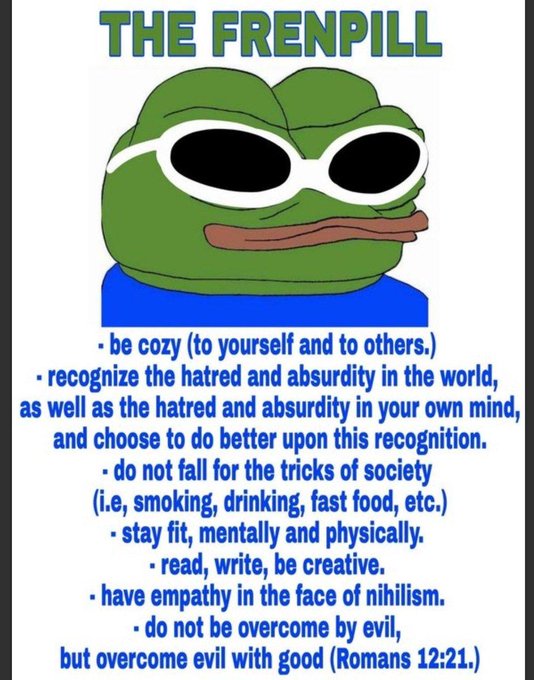 THE FRENPILL
- be cozy (to yourself and to others.)
- recognize the hatred and absurdity in the world,
as well as the hatred and absurdity in your own mind,
and choose to do better upon this recognition.
- do not fall for the tricks of society
(i.e, smoking, drinking, fast food, etc.)
- stay fit, mentally and physically.
- read, write, be creative.
- have empathy in the face of nihilism.
- do not be overcome by evil,
but overcome evil with good (Romans 12:21.)